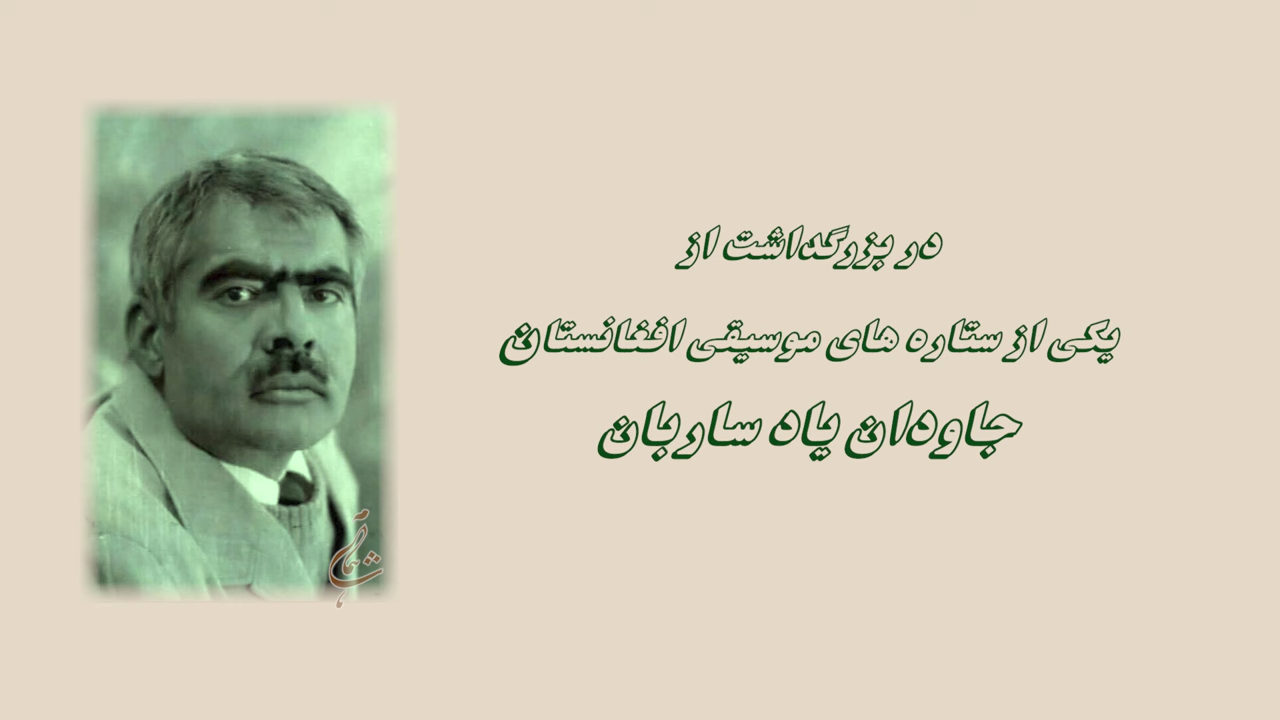 در بزرگداشت از
یکی از ستاره های موسیقی افغانستان
جاودان یاد ساربان